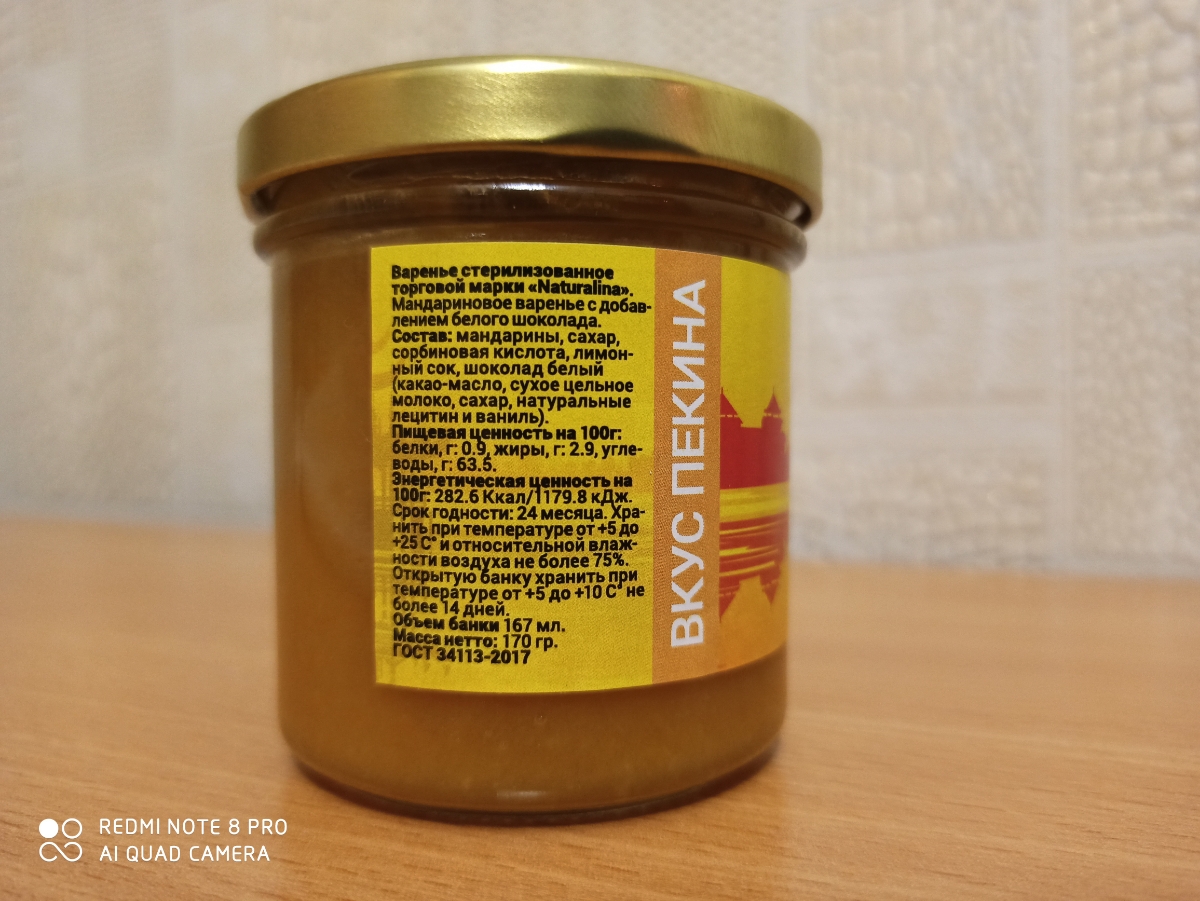 Варенье стерилизованное
торговой марки «Naturalina».
Мандариновое варенье с добав-
лением белого шоколада.
Состав: мандарины, сахар,
сорбиновая кислота, лимон-
ный сок, шоколад белый
(какао-масло, сухое цельное
молоко, сахар, натуральные
лецитин и ваниль).
Пищевая ценность на 100г:
белки, г: 0.9, жиры, г: 2.9, угле-
воды, г: 63.5.
Энергетическая ценность на
100г: 282.6 Ккал/1179.8 кДж.
Срок годности: 24 месяца. Хра-
нить при температуре от +5 до
+25 C° и относительной влаж-
ности воздуха не более 75%.
Открытую банку хранить при
температуре от +5 до +10 C° не
более 14 дней.
Объем банки 167 мл.
Масса нетто: 170 гр.
ГОСТ 34113-2017
ВКУС ПЕКИНА
REDMI NOTE 8 PRO
AI QUAD CAMERA